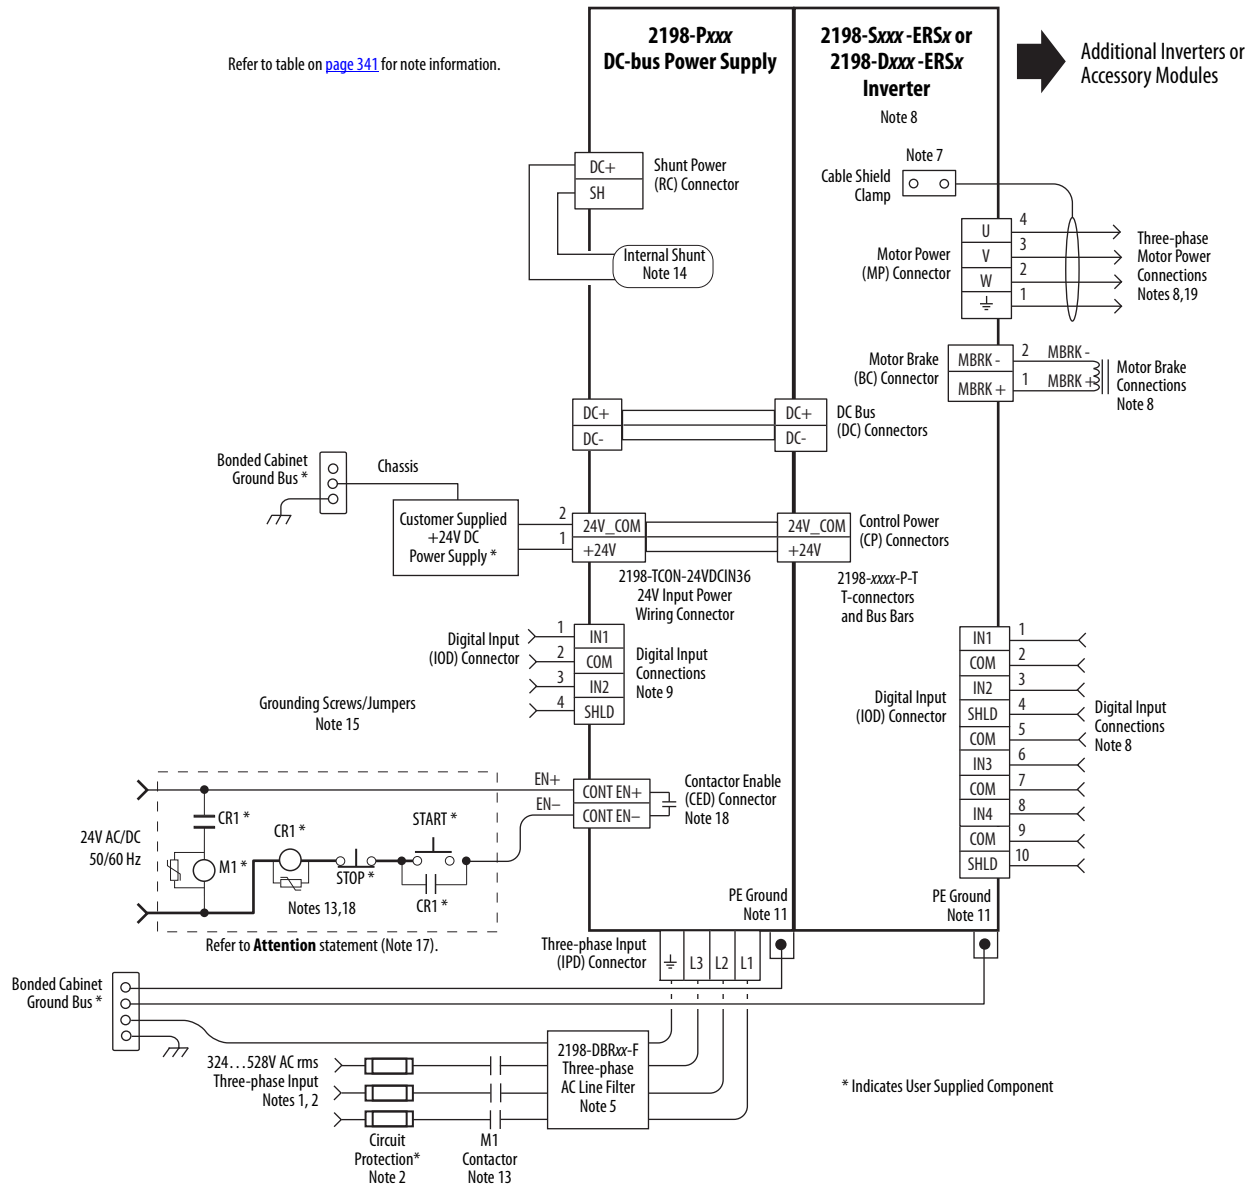 Refer to table on page 341 for note information.
2198-Pxxx
DC-bus Power Supply
2198-Sxxx -ERSx or
2198-Dxxx -ERSx
Inverter
Note 8
Additional Inverters or
Accessory Modules
DC+
SH
Shunt Power
(RC) Connector
Internal Shunt
Note 14
Note 7
Cable Shield
Clamp
Motor Power
(MP) Connector
U
V
W
4
3
2
1
Three-phase
Motor Power
Connections
Notes 8,19
Motor Brake
(BC) Connector
MBRK -
MBRK +
2
1
MBRK -
MBRK +
Motor Brake
Connections
Note 8
DC+
DC-
DC+
DC-
DC Bus
(DC) Connectors
Bonded Cabinet
Ground Bus *
Chassis
Customer Supplied
+24V DC
Power Supply *
2
1
24V_COM
+24V
24V_COM
+24V
Control Power
(CP) Connectors
2198-TCON-24VDCIN36
24V Input Power
Wiring Connector
2198-xxxx-P-T
T-connectors
and Bus Bars
Digital Input
(IOD) Connector
1
2
3
4
IN1
COM
IN2
SHLD
Digital Input
Connections
Note 9
Grounding Screws/Jumpers
Note 15
Digital Input
(IOD) Connector
IN1
COM
IN2
SHLD
COM
IN3
COM
IN4
COM
SHLD
1
2
3
4
5
6
7
8
9
10
Digital Input
Connections
Note 8
24V AC/DC
50/60 Hz
CR1 *
M1 *
CR1 *
STOP *
START *
CR1 *
Notes 13,18
EN+
EN−
CONT EN+
CONT EN−
Contactor Enable
(CED) Connector
Note 18
Refer to Attention statement (Note 17).
PE Ground
Note 11
PE Ground
Note 11
Three-phase Input
(IPD) Connector
L3
L2
L1
Bonded Cabinet
Ground Bus *
324…528V AC rms
Three-phase Input
Notes 1, 2
2198-DBRxx-F
Three-phase
AC Line Filter
Note 5
Circuit
Protection*
Note 2
M1
Contactor
Note 13
* Indicates User Supplied Component